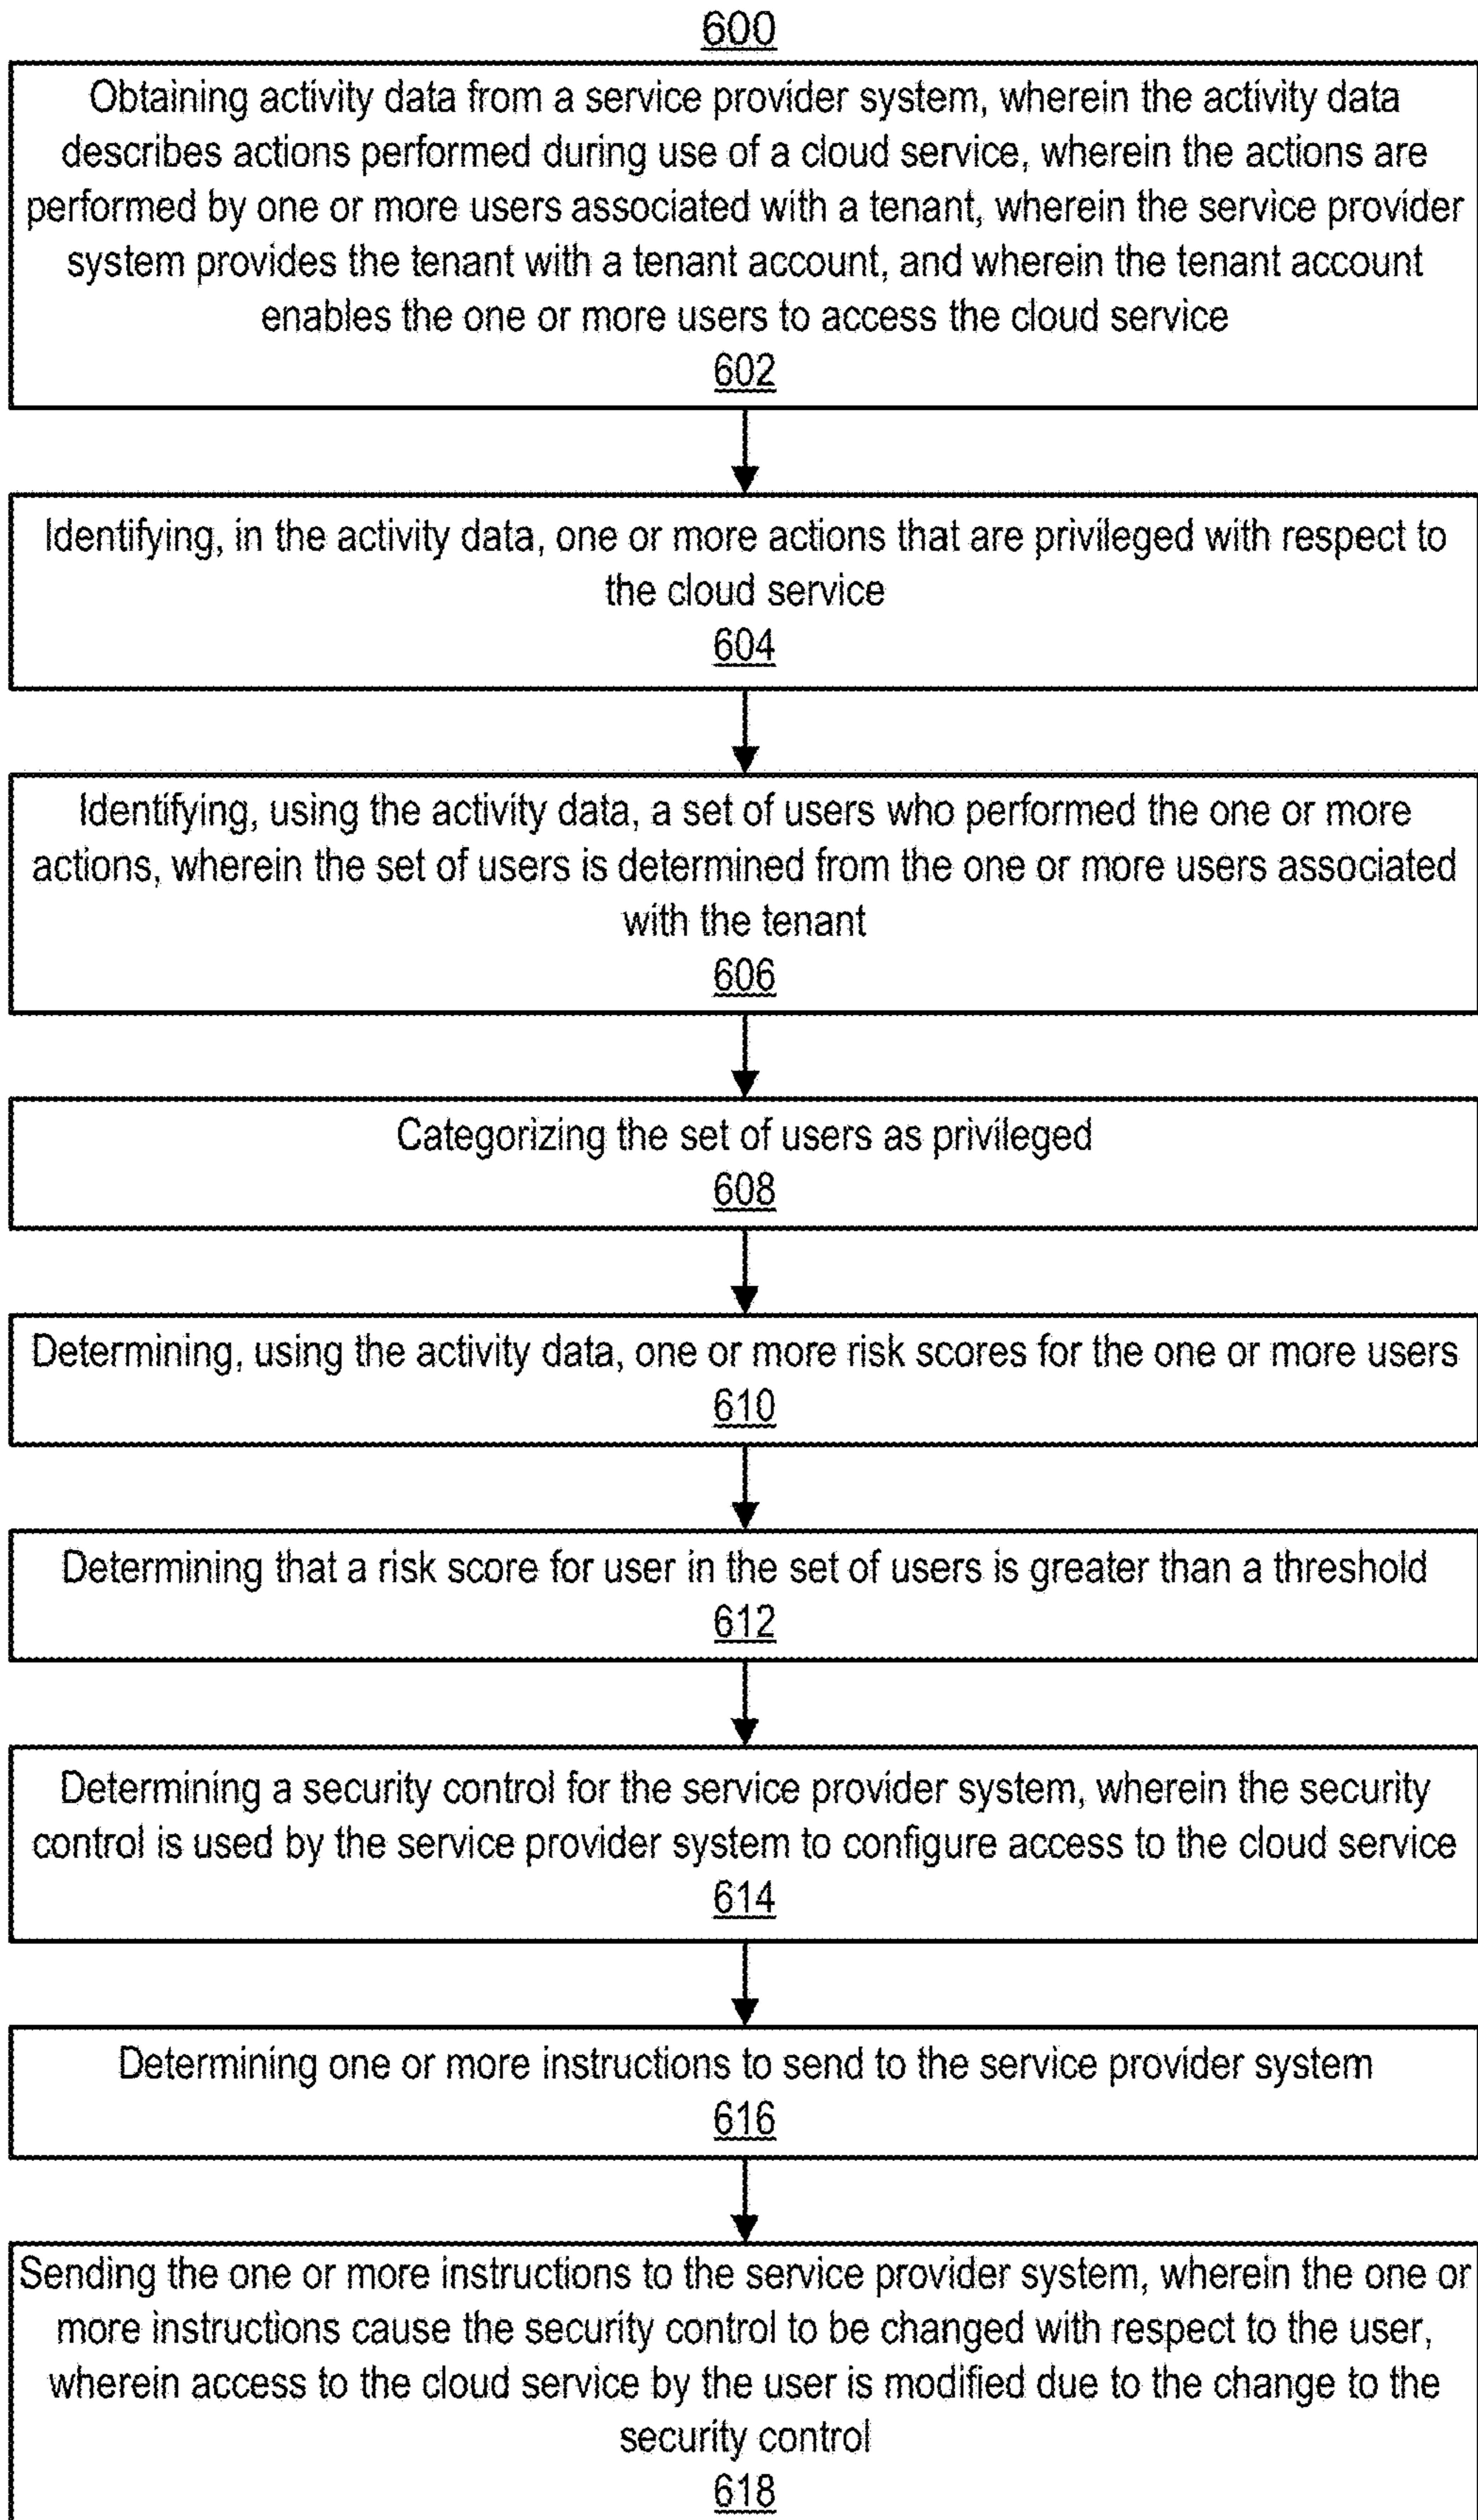 600
Obtaining activity data from a service provider system, wherein the activity data
describes actions performed during use of a cloud service, wherein the actions are
performed by one or more users associated with a tenant, wherein the service provider
system provides the tenant with a tenant account, and wherein the tenant account
enables the one or more users to access the cloud service
602
Identifying, in the activity data, one or more actions that are privileged with respect to
the cloud service
604
Identifying, using the activity data, a set of users who performed the one or more
actions, wherein the set of users is determined from the one or more users associated
with the tenant
606
Categorizing the set of users as privileged
608
Determining, using the activity data, one or more risk scores for the one or more users
610
Determining that a risk score for user in the set of users is greater than a threshold
612
Determining a security control for the service provider system, wherein the security
control is used by the service provider system to configure access to the cloud service
614
Determining one or more instructions to send to the service provider system
616
Sending the one or more instructions to the service provider system, wherein the one or
more instructions cause the security control to be changed with respect to the user,
wherein access to the cloud service by the user is modified due to the change to the
security control
618